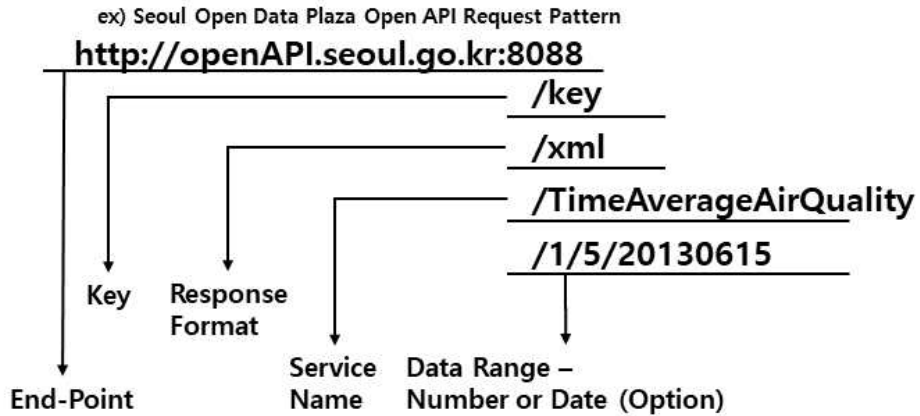 ex) Seoul Open Data Plaza Open API Request Pattern
http://openAPI.seoul.go.kr:8088
/key
/xml
/TimeAverageAirQuality
/1/5/20130615
Key
Response
Format
Service
Name
Data Range –
Number or Date (Option)
End-Point